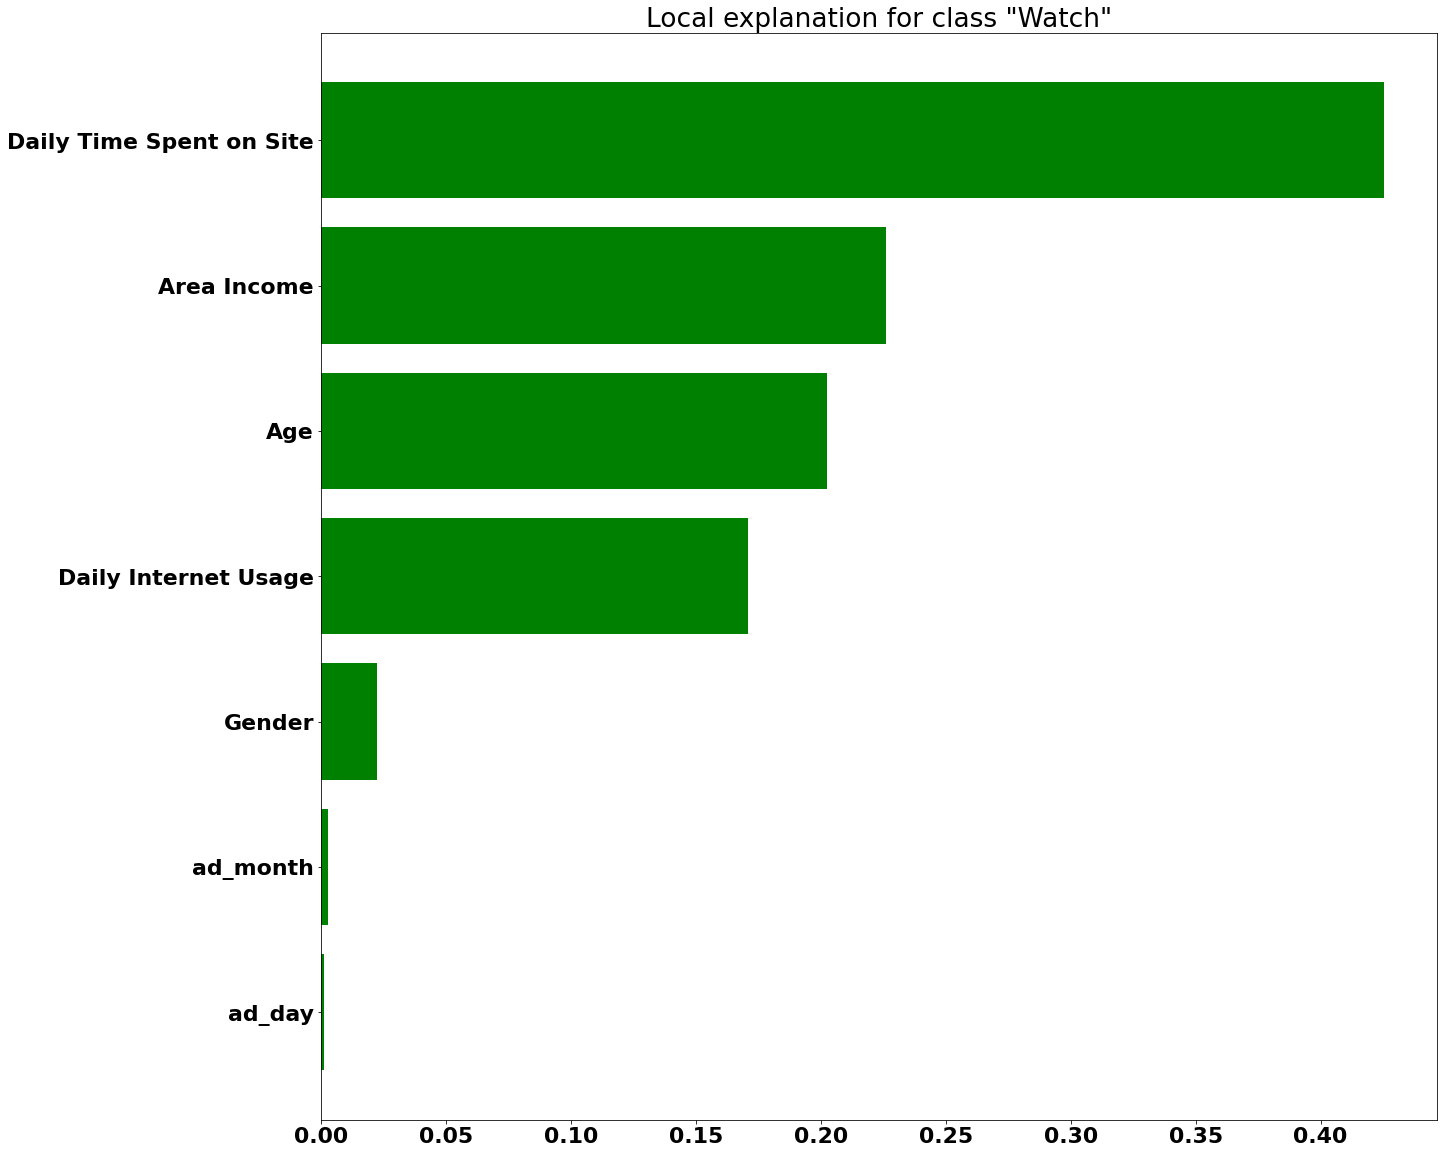 Local explanation for class "Watch"
Daily Time Spent on Site
Area Income
Age
Daily Internet Usage
Gender
ad_month
ad_day
0.00 0.05 0.10 0.15 0.20 0.25 0.30 0.35 0.40